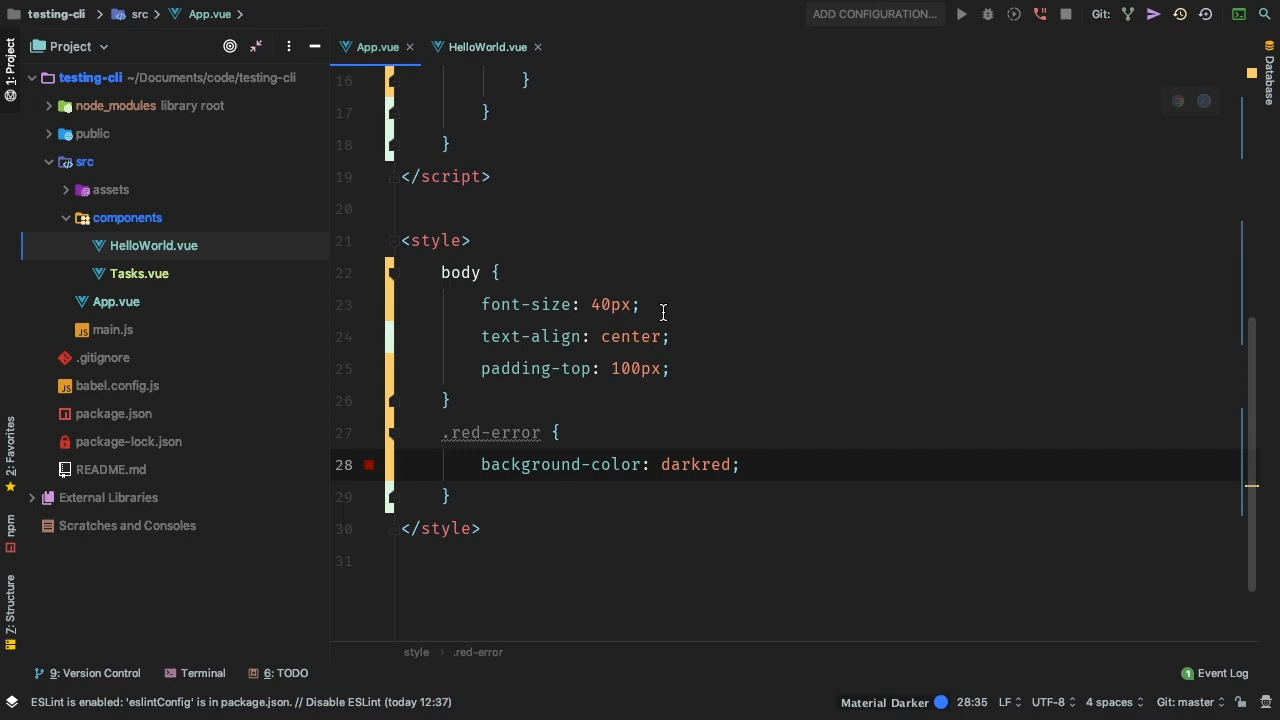 testing-cli > src > App.vue >
ADD CONFIGURATION...
Git:
1: Project
Project
App.vue
HelloWorld.vue
Database
testing-cli ~/Documents/code/testing-cli
node_modules library root
public
src
assets
components
HelloWorld.vue
Tasks.vue
App.vue
main.js
.gitignore
babel.config.js
package.json
package-lock.json
README.md
External Libraries
Scratches and Consoles
2: Favorites
npm
7: Structure
16 }
17 }
18 }
19 </script>
20
21 <style>
22 body {
23 font-size: 40px;
24 text-align: center;
25 padding-top: 100px;
26 }
27 .red-error {
28 background-color: darkred;
29 }
30 </style>
31
style > .red-error
9: Version Control
Terminal
6: TODO
1 Event Log
ESLint is enabled: 'eslintConfig' is in package.json. // Disable ESLint (today 12:37)
Material Darker
28:35
LF
UTF-8
4 spaces
Git: master